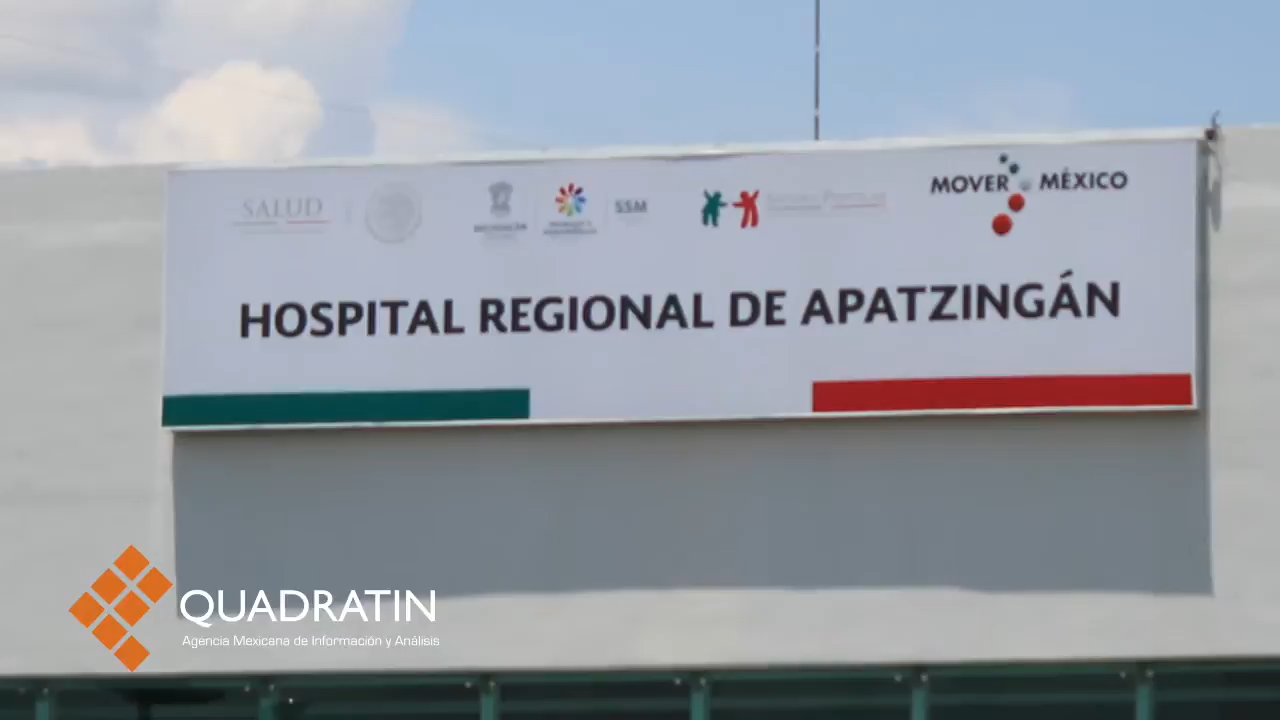 SALUD
SSM
MOVER MÉXICO
HOSPITAL REGIONAL DE APATZINGÁN
QUADRATIN
Agencia Mexicana de Información y Análisis